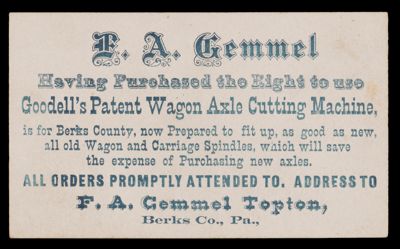 F. A. Gemmel
Having Purchased the Right to use
Goodell's Patent Wagon Axle Cutting Machine,
is for Berks County, now Prepared to fit up, as good as new,
all old Wagon and Carriage Spindles, which will save
the expense of Purchasing new axles.
ALL ORDERS PROMPTLY ATTENDED TO. ADDRESS TO
F. A. Gemmel Topton,
Berks Co., Pa.,